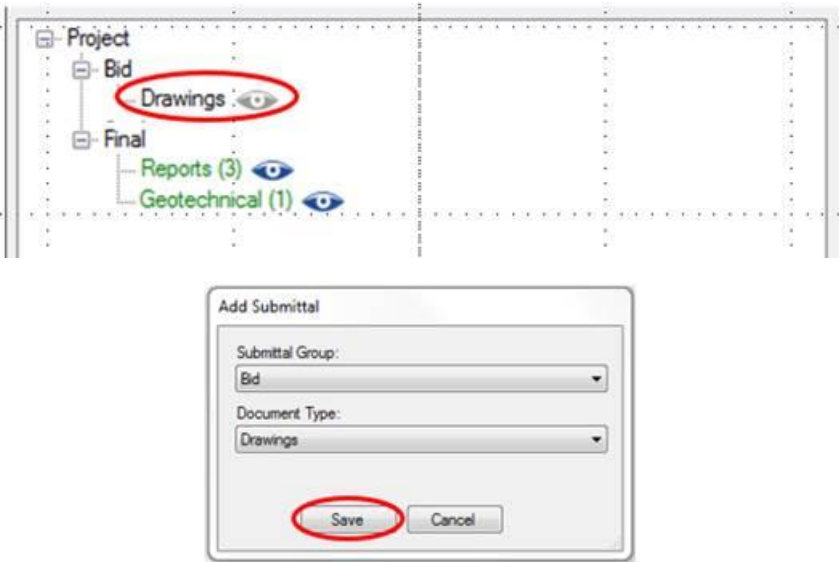 Project
Bid
Drawings
Final
Reports (3)
Geotechnical (1)
Add Submittal
Submittal Group:
Bid
Document Type:
Drawings
Save Cancel